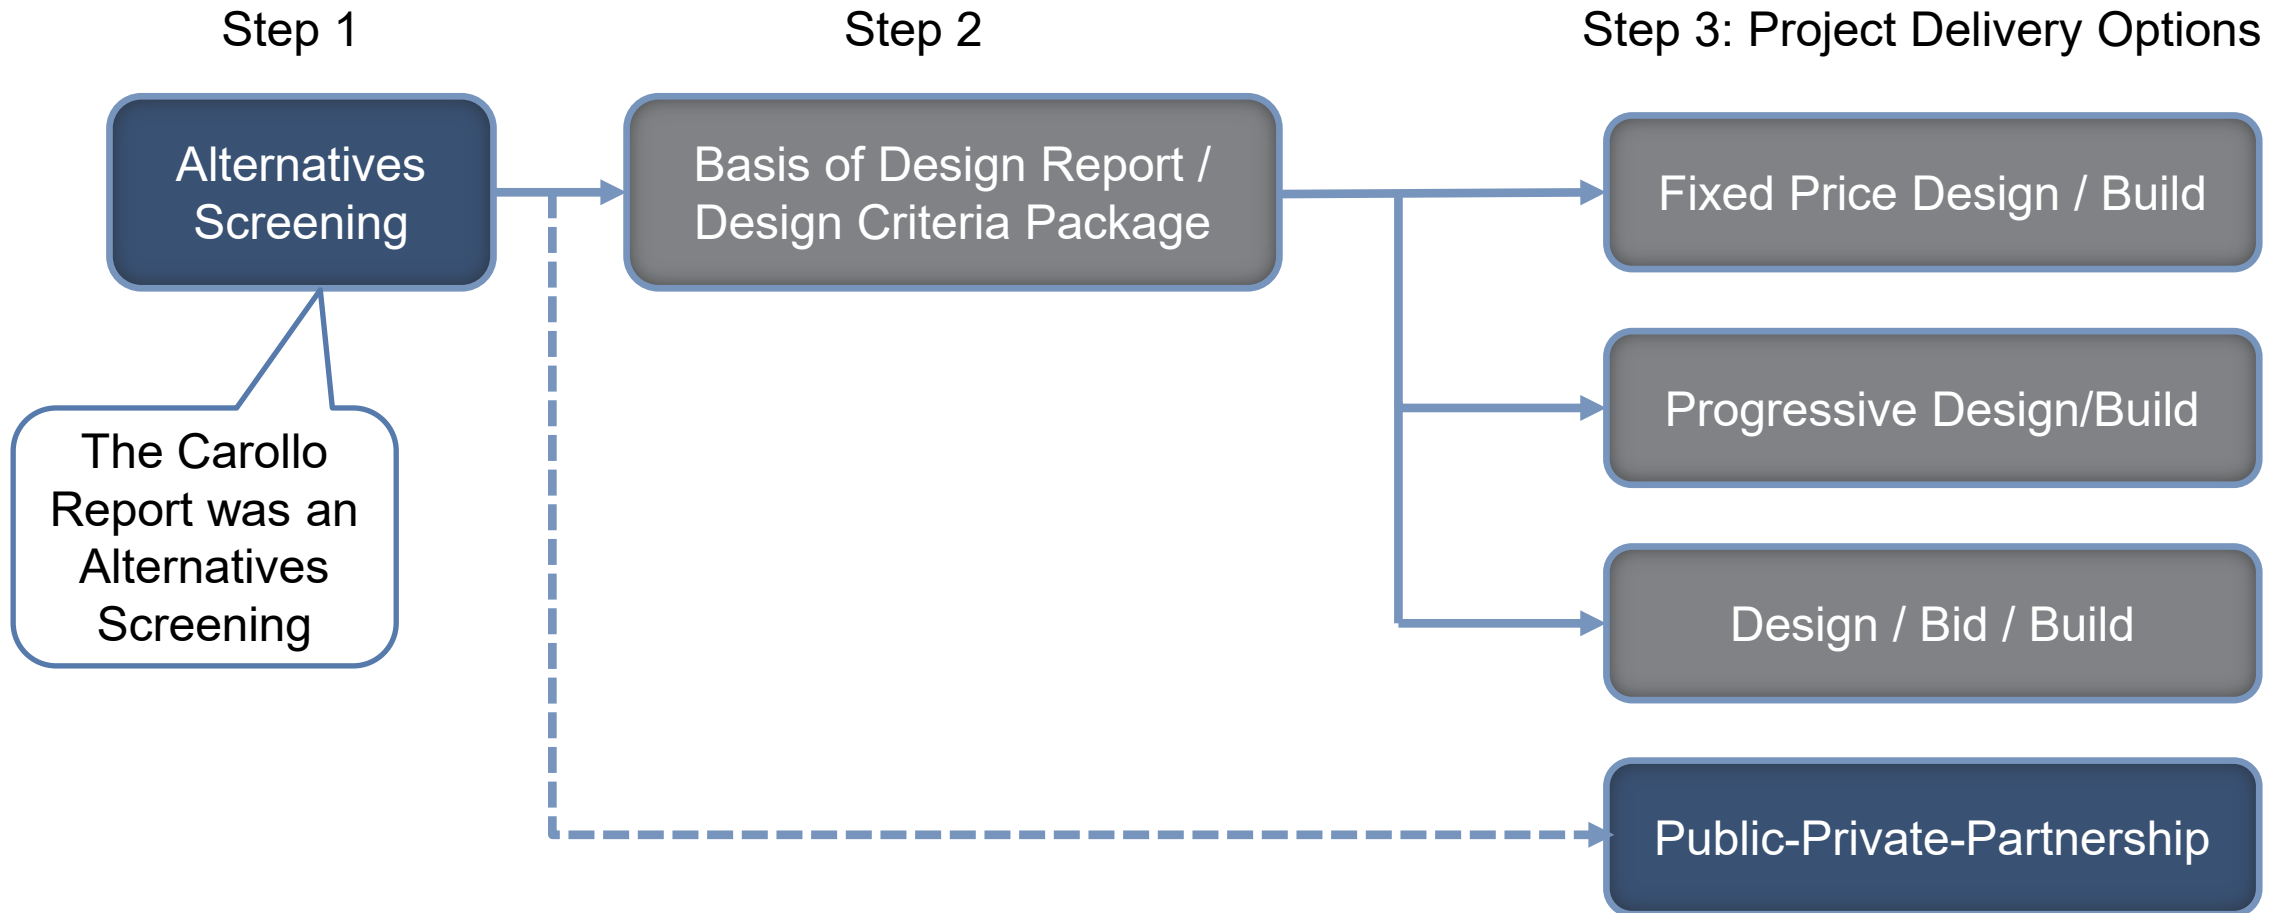 Step 1
Step 2
Step 3: Project Delivery Options
Alternatives
Screening
Basis of Design Report /
Design Criteria Package
Fixed Price Design / Build
Progressive Design/Build
The Carollo
Report was an
Alternatives
Screening
Design / Bid / Build
Public-Private-Partnership